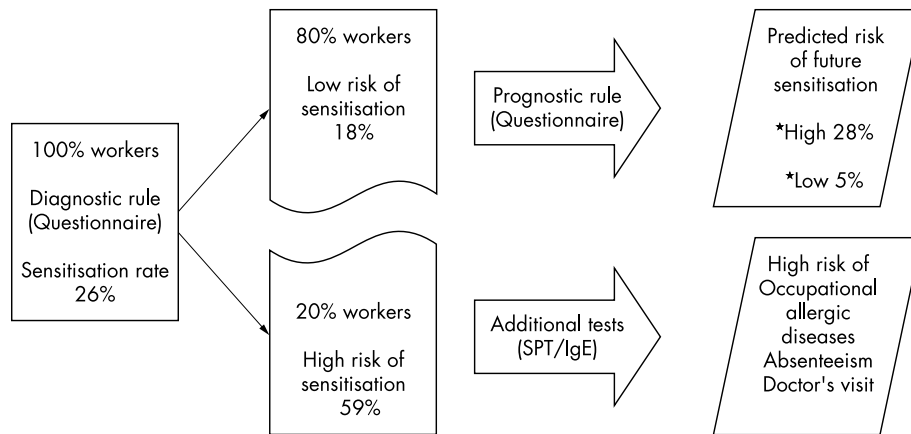 100% workers
Diagnostic rule
(Questionnaire)
Sensitisation rate
26%
80% workers
Low risk of
sensitisation
18%
Prognostic rule
(Questionnaire)
Predicted risk
of future
sensitisation
★High 28%
★Low 5%
20% workers
High risk of
sensitisation
59%
Additional tests
(SPT/IgE)
High risk of
Occupational
allergic
diseases
Absenteeism
Doctor's visit